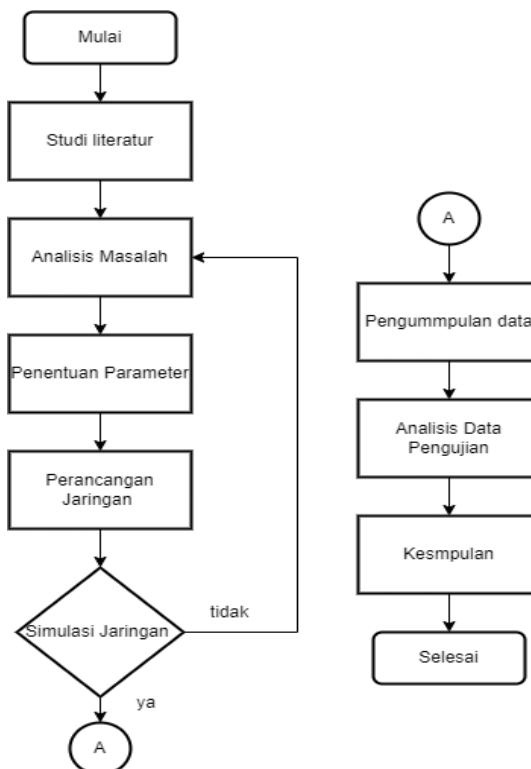 Mulai
Studi literatur
Analisis Masalah
Penentuan Parameter
Perancangan
Jaringan
Simulasi Jaringan
tidak
ya
A
A
Pengummpulan data
Analisis Data
Pengujian
Kesmpulan
Selesai